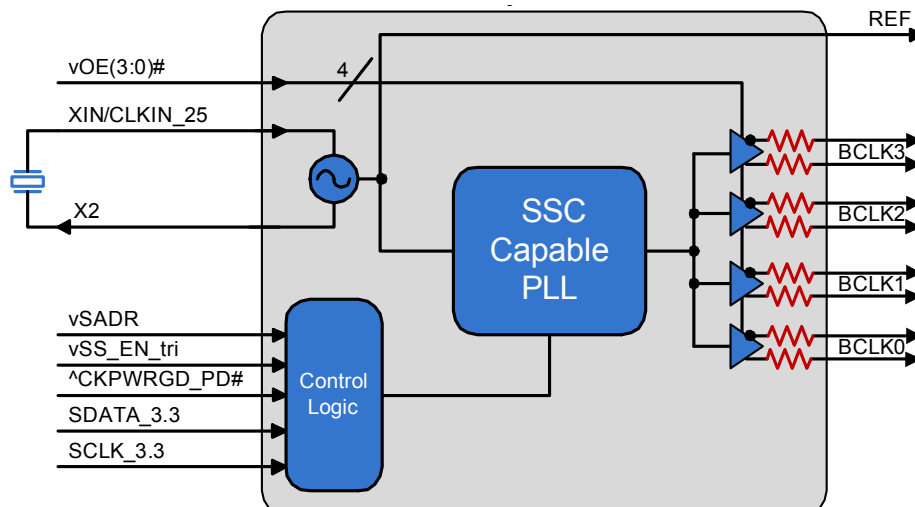 REF
vOE(3:0)#
4
XIN/CLKIN_25
X2
SSC
Capable
PLL
BCLK3
BCLK2
BCLK1
BCLK0
vSADR
vSS_EN_tri
^CKPWRGD_PD#
SDATA_3.3
SCLK_3.3
Control
Logic